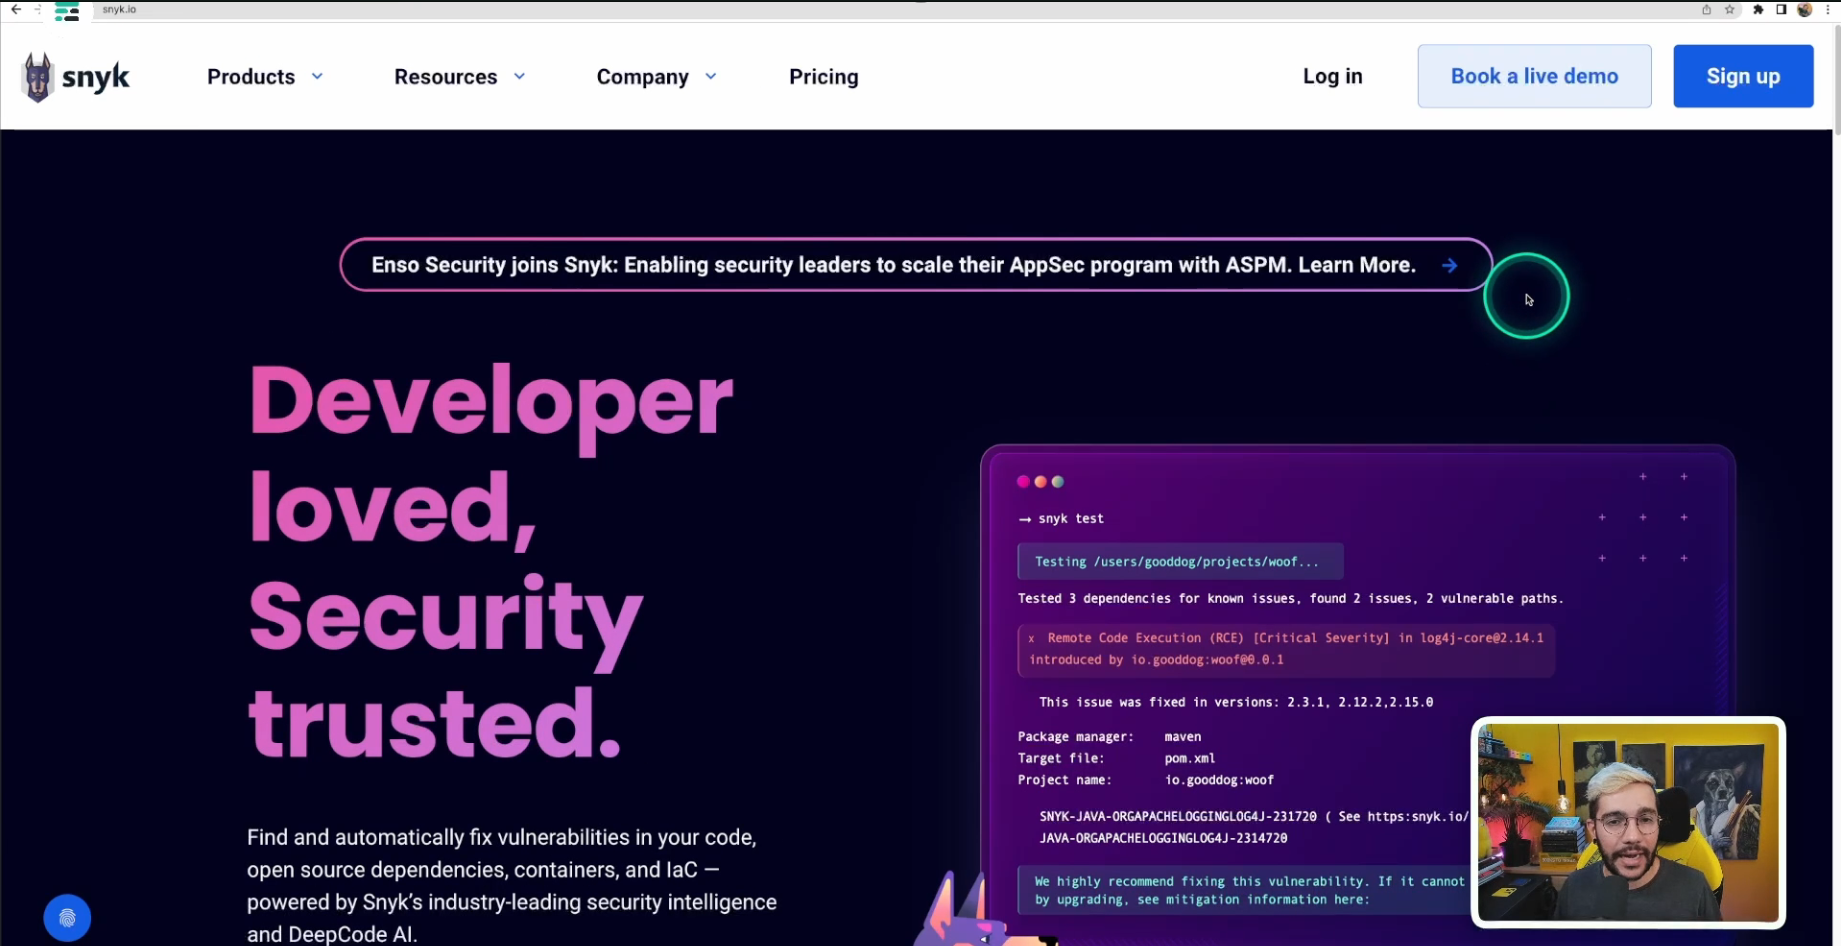 snyk.io
snyk
Products
Resources
Company
Pricing
Log in
Book a live demo
Sign up
Enso Security joins Snyk: Enabling security leaders to scale their AppSec program with ASPM. Learn More.
Developer
loved,
Security
trusted.
Find and automatically fix vulnerabilities in your code,
open source dependencies, containers, and IaC —
powered by Snyk’s industry-leading security intelligence
and DeepCode AI.
→ snyk test
Testing /users/gooddog/projects/woof...
Tested 3 dependencies for known issues, found 2 issues, 2 vulnerable paths.
x Remote Code Execution (RCE) [Critical Severity] in log4j-core@2.14.1
introduced by io.gooddog:woof@0.0.1
This issue was fixed in versions: 2.3.1, 2.12.2,2.15.0
Package manager: maven
Target file: pom.xml
Project name: io.gooddog:woof
SNYK-JAVA-ORGAPACHELOGGINGLOG4J-231720 ( See https:snyk.io/
JAVA-ORGAPACHELOGGINGLOG4J-2314720
We highly recommend fixing this vulnerability. If it cannot
by upgrading, see mitigation information here: